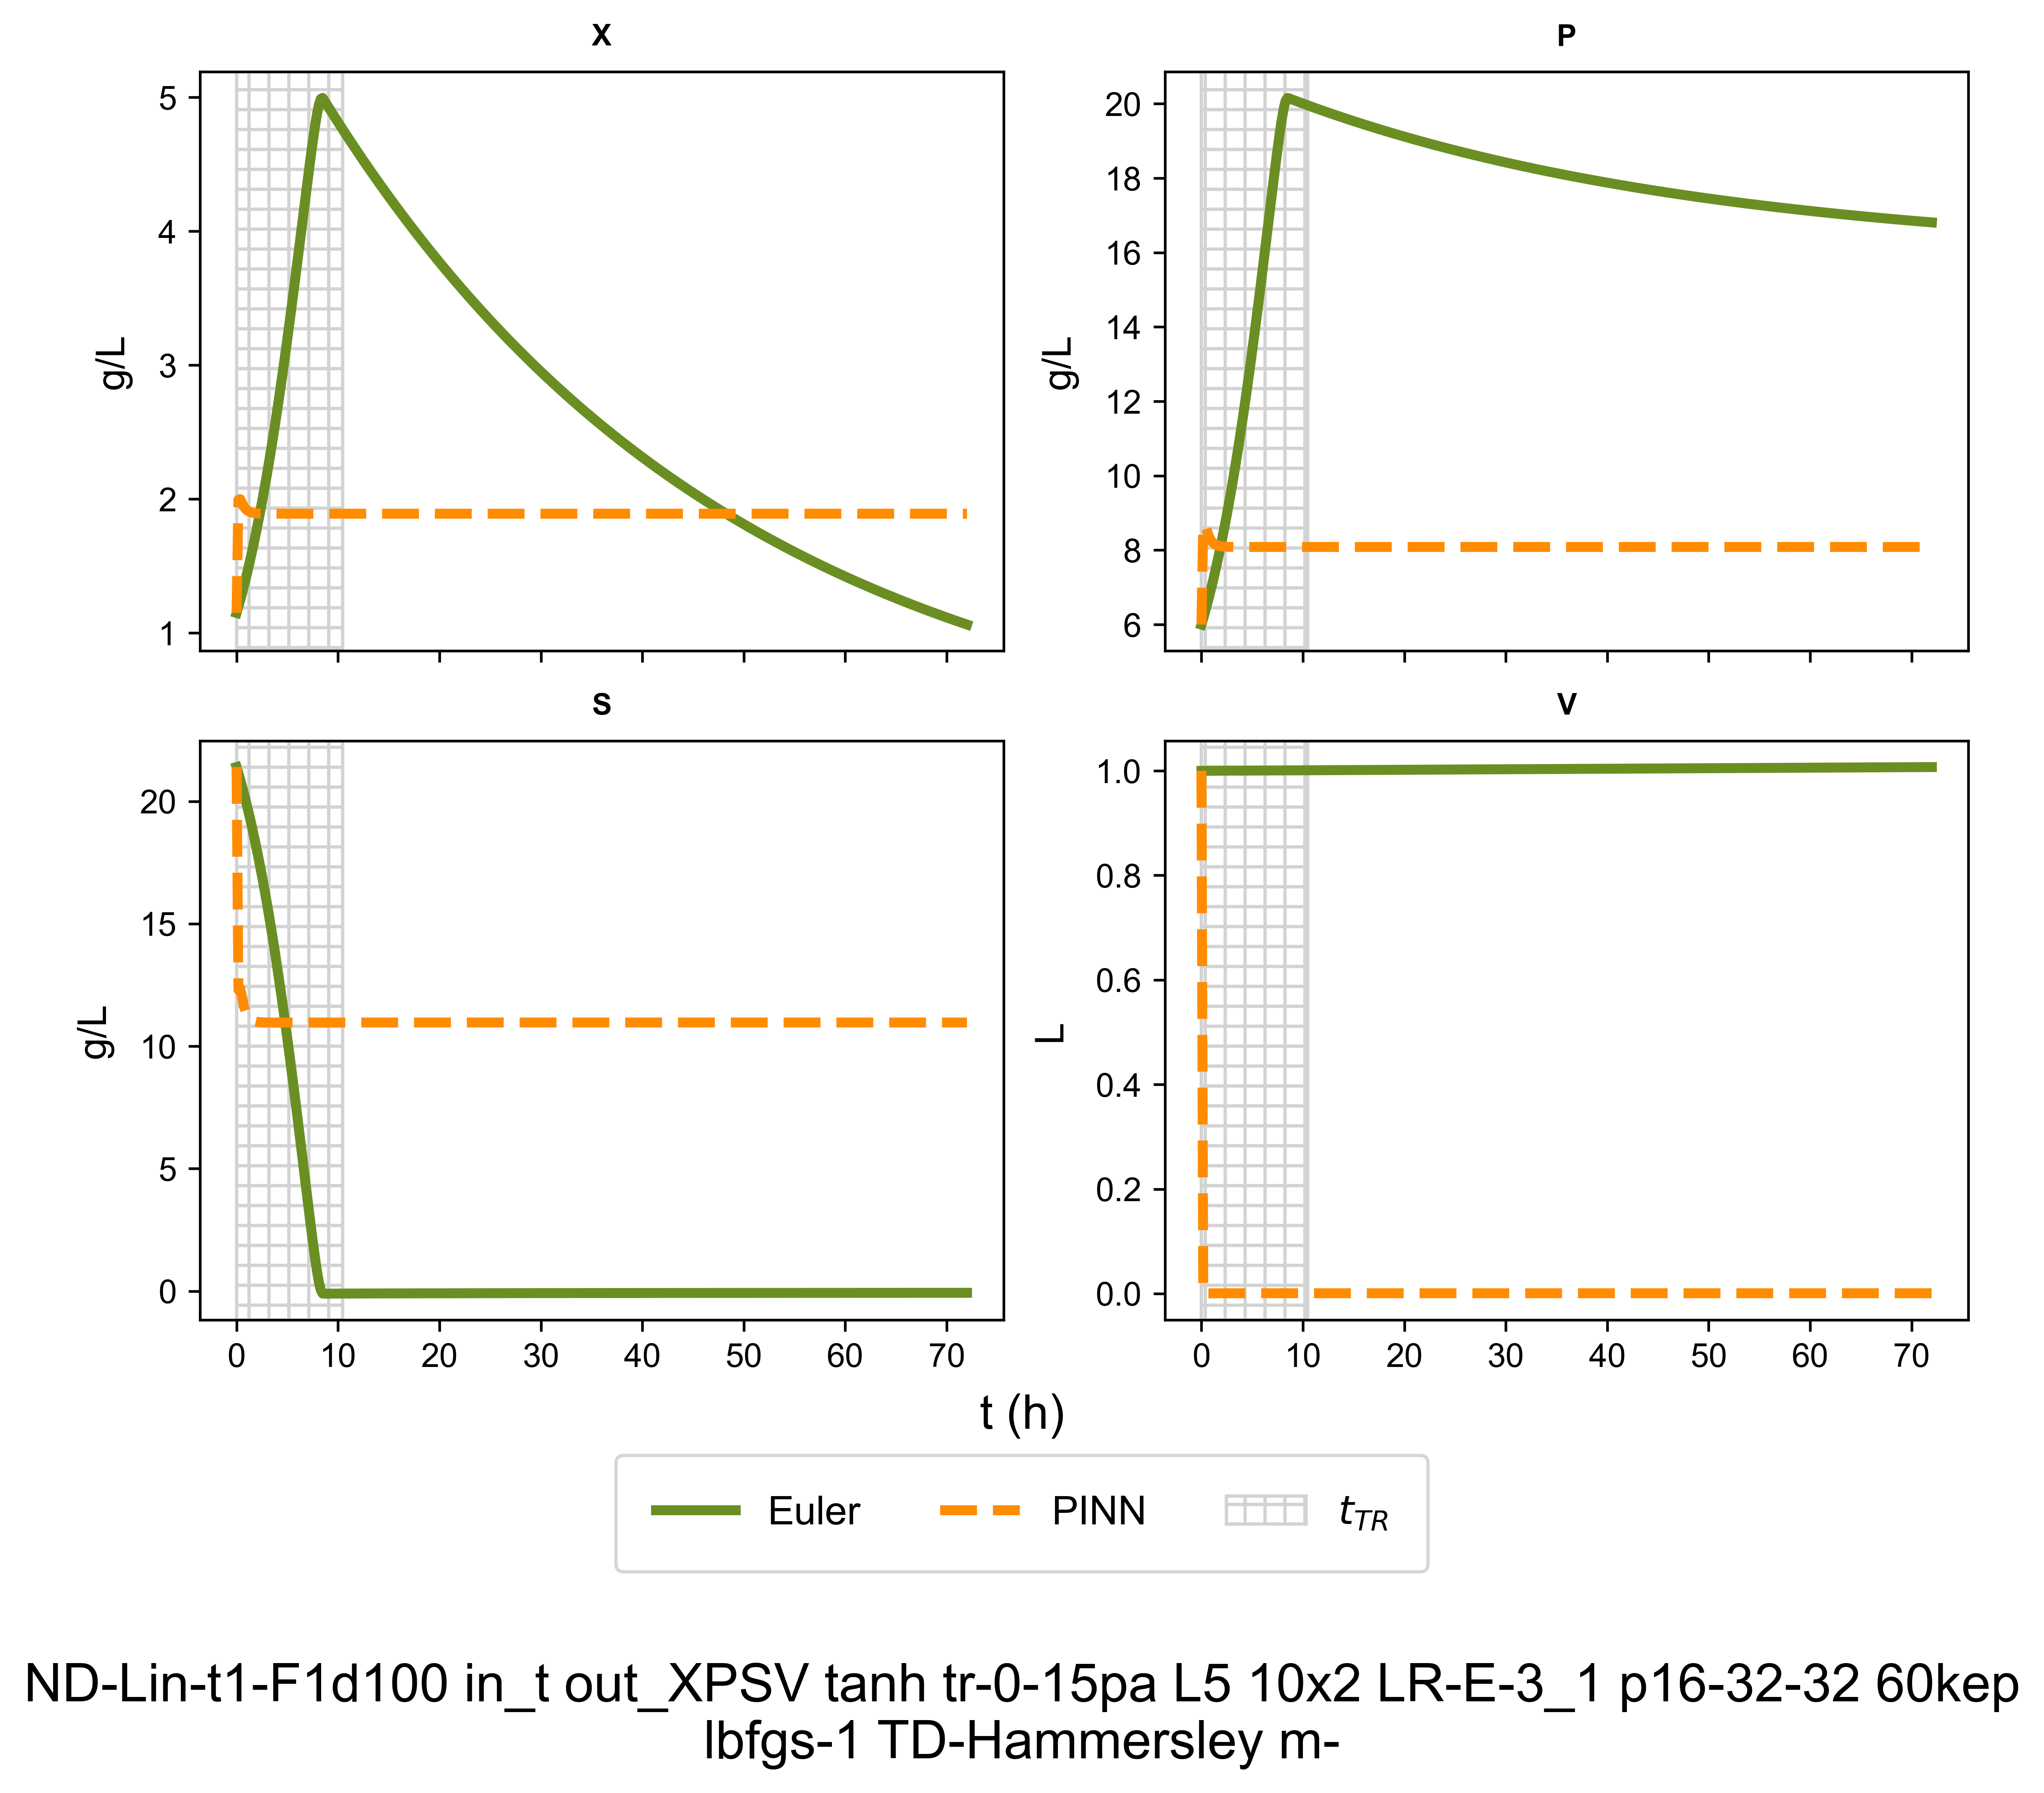 X
P
5
4
3
2
1
g/L
20
18
16
14
12
10
8
6
g/L
S
V
20
15
10
5
0
g/L
1.0
0.8
0.6
0.4
0.2
0.0
L
0 10 20 30 40 50 60 70
0 10 20 30 40 50 60 70
t (h)
Euler PINN t_{TR}
ND-Lin-t1-F1d100 in_t out_XPSV tanh tr-0-15pa L5 10x2 LR-E-3_1 p16-32-32 60kep
lbfgs-1 TD-Hammersley m-